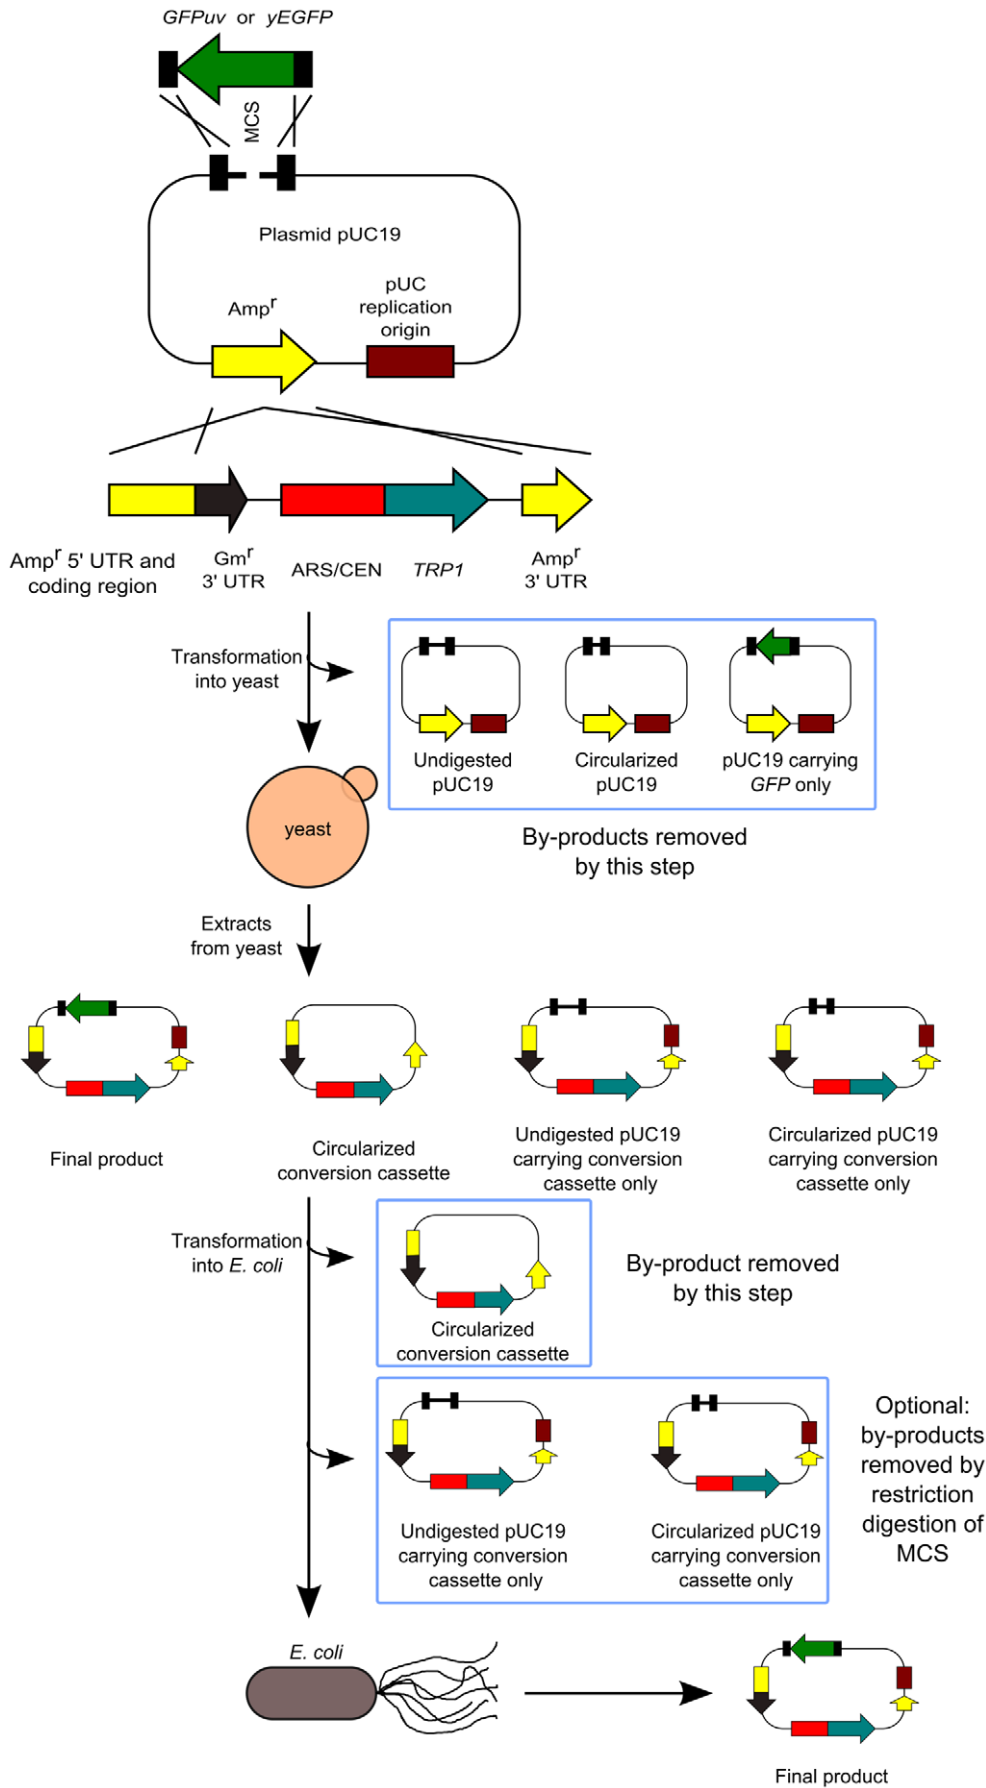 GFPuv or yEGFP
MCS
Plasmid pUC19
Ampr
pUC
replication
origin
Ampr 5' UTR and
coding region
Gmr
3' UTR
ARS/CEN
TRP1
Ampr
3' UTR
Transformation
into yeast
Undigested
pUC19
Circularized
pUC19
pUC19 carrying
GFP only
By-products removed
by this step
yeast
Extracts
from yeast
Final product
Circularized
conversion cassette
Undigested pUC19
carrying conversion
cassette only
Circularized pUC19
carrying conversion
cassette only
Transformation
into E. coli
Circularized
conversion cassette
By-product removed
by this step
Undigested pUC19
carrying conversion
cassette only
Circularized pUC19
carrying conversion
cassette only
Optional:
by-products
removed by
restriction
digestion of
MCS
E. coli
Final product